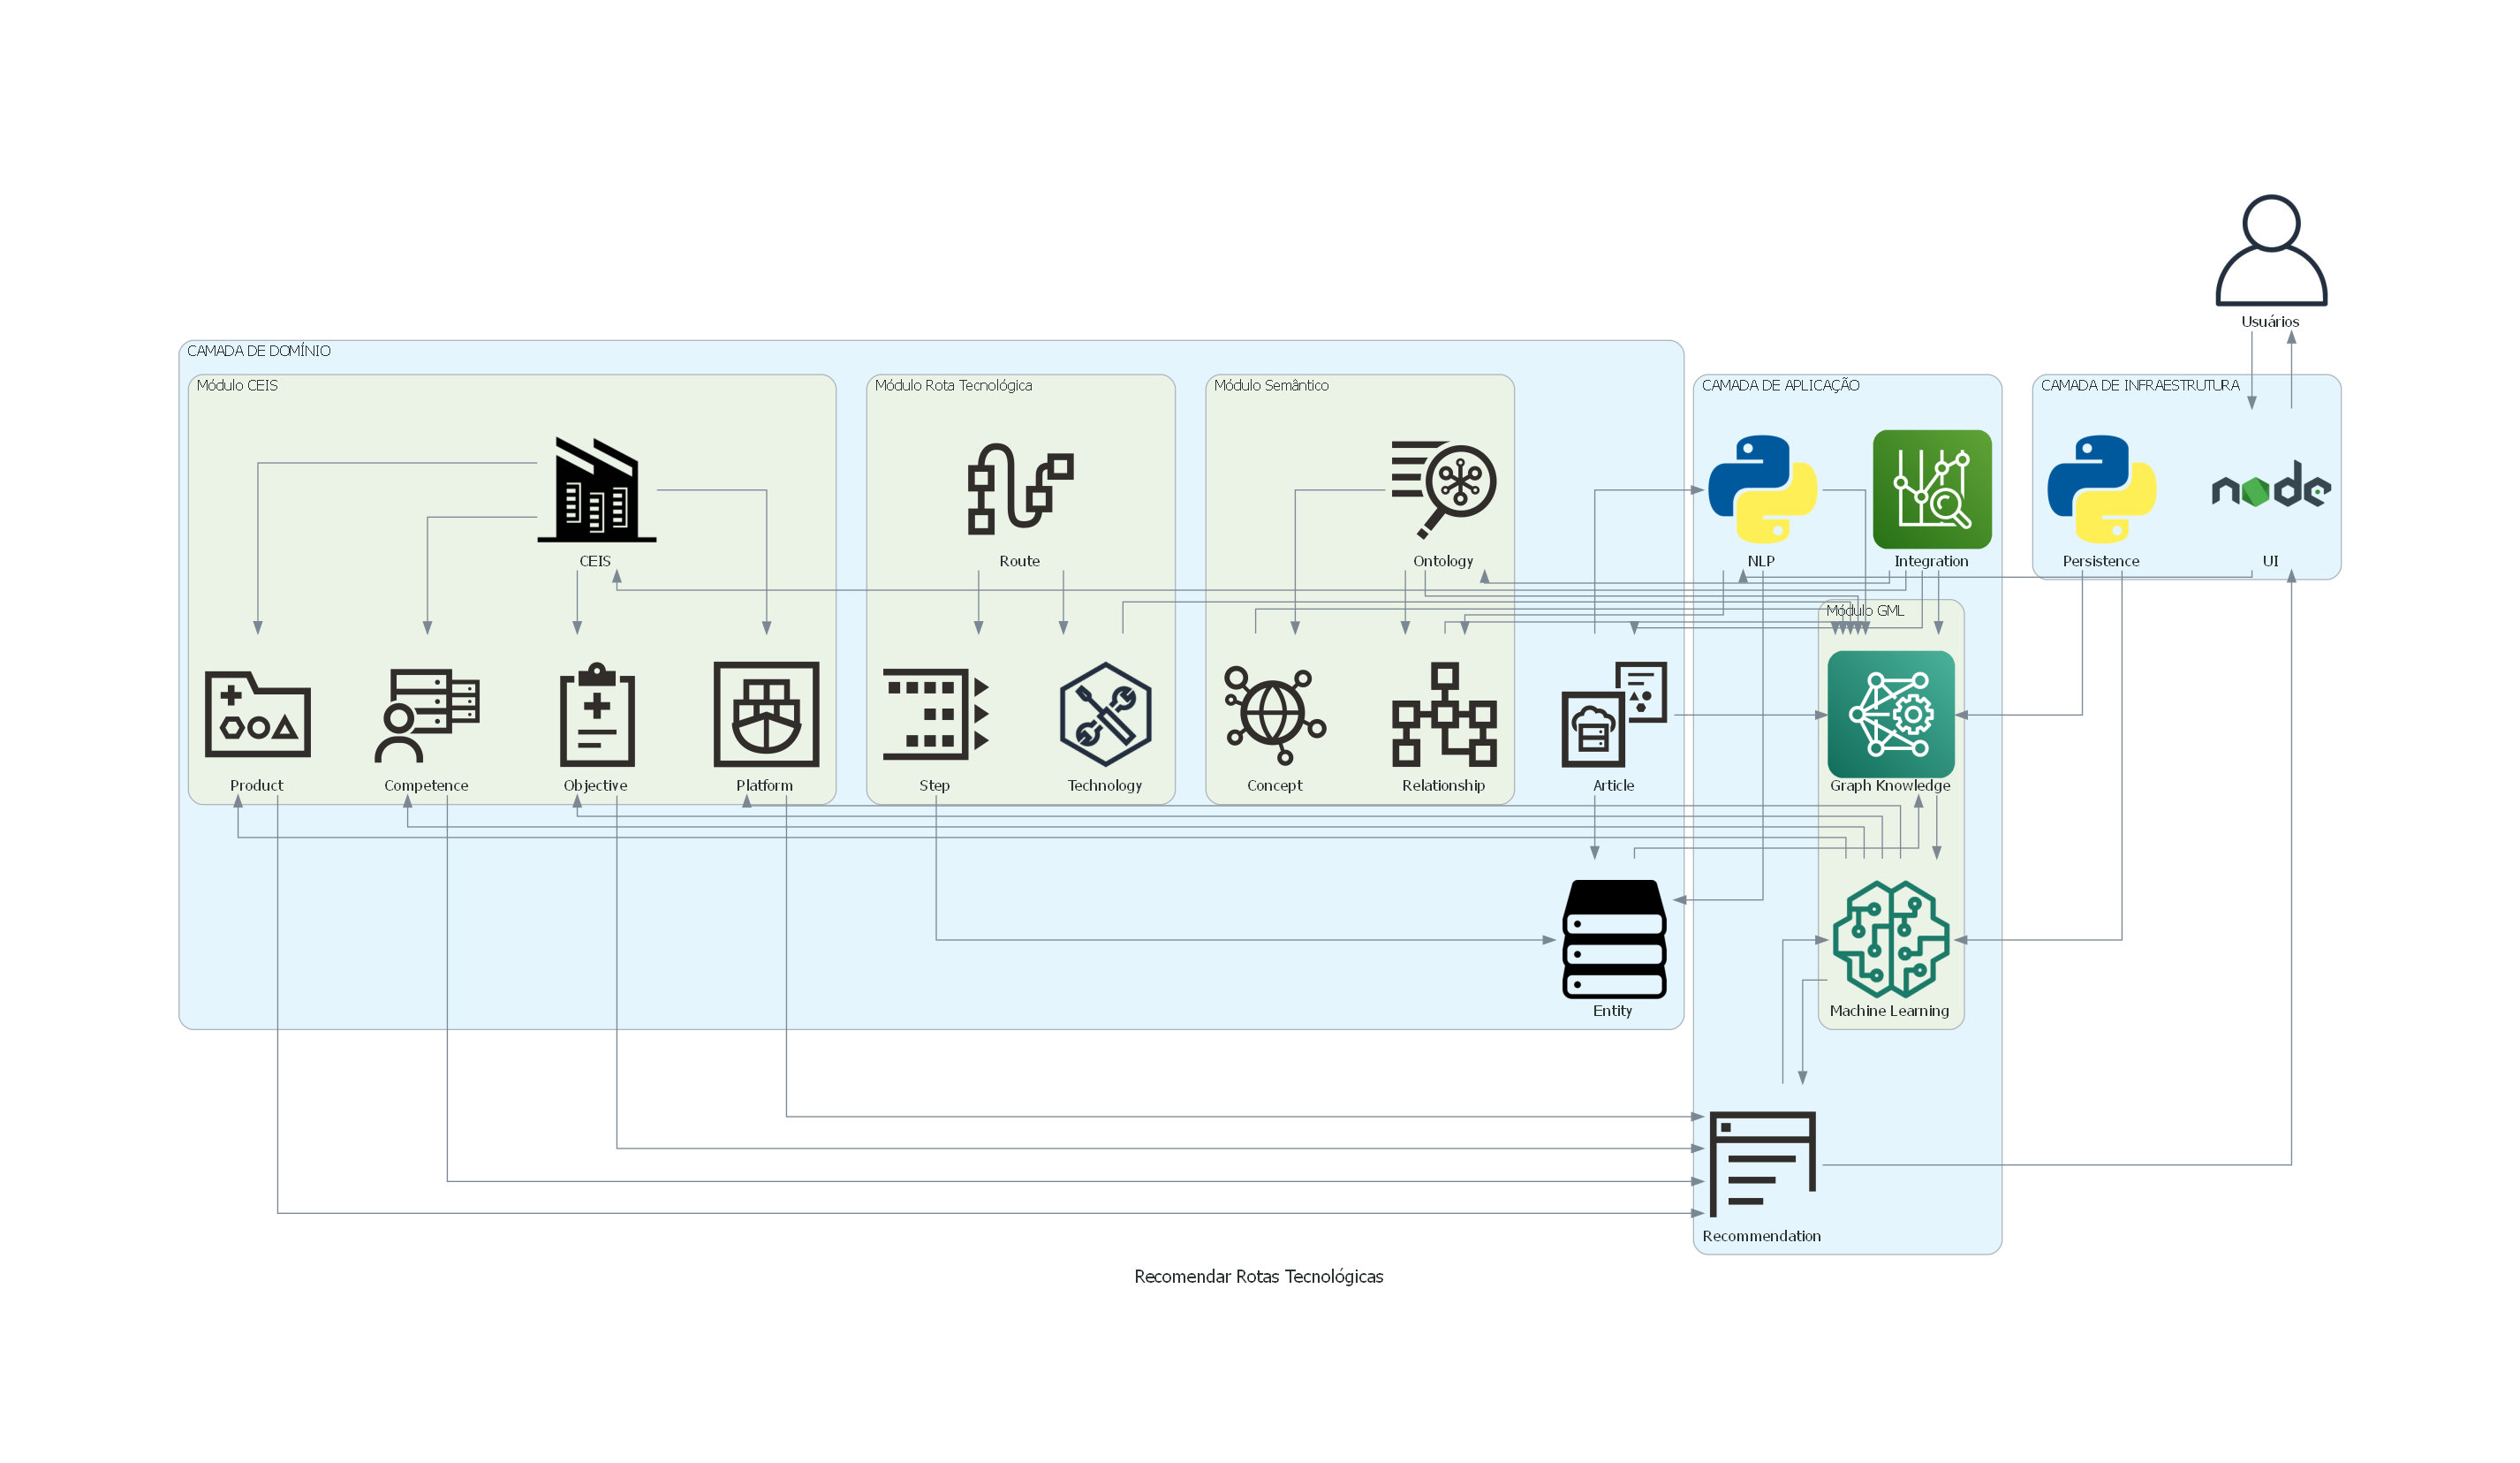 Usuários
CAMADA DE DOMÍNIO
Módulo CEIS
Módulo Rota Tecnológica
Módulo Semântico
CAMADA DE APLICAÇÃO
CAMADA DE INFRAESTRUTURA
node
CEIS
Route
Ontology
NLP
Integration
Persistence
UI
Módulo GML
Product
Competence
Objective
Platform
Step
Technology
Concept
Relationship
Article
Graph Knowledge
Entity
Machine Learning
Recommendation
Recomendar Rotas Tecnológicas